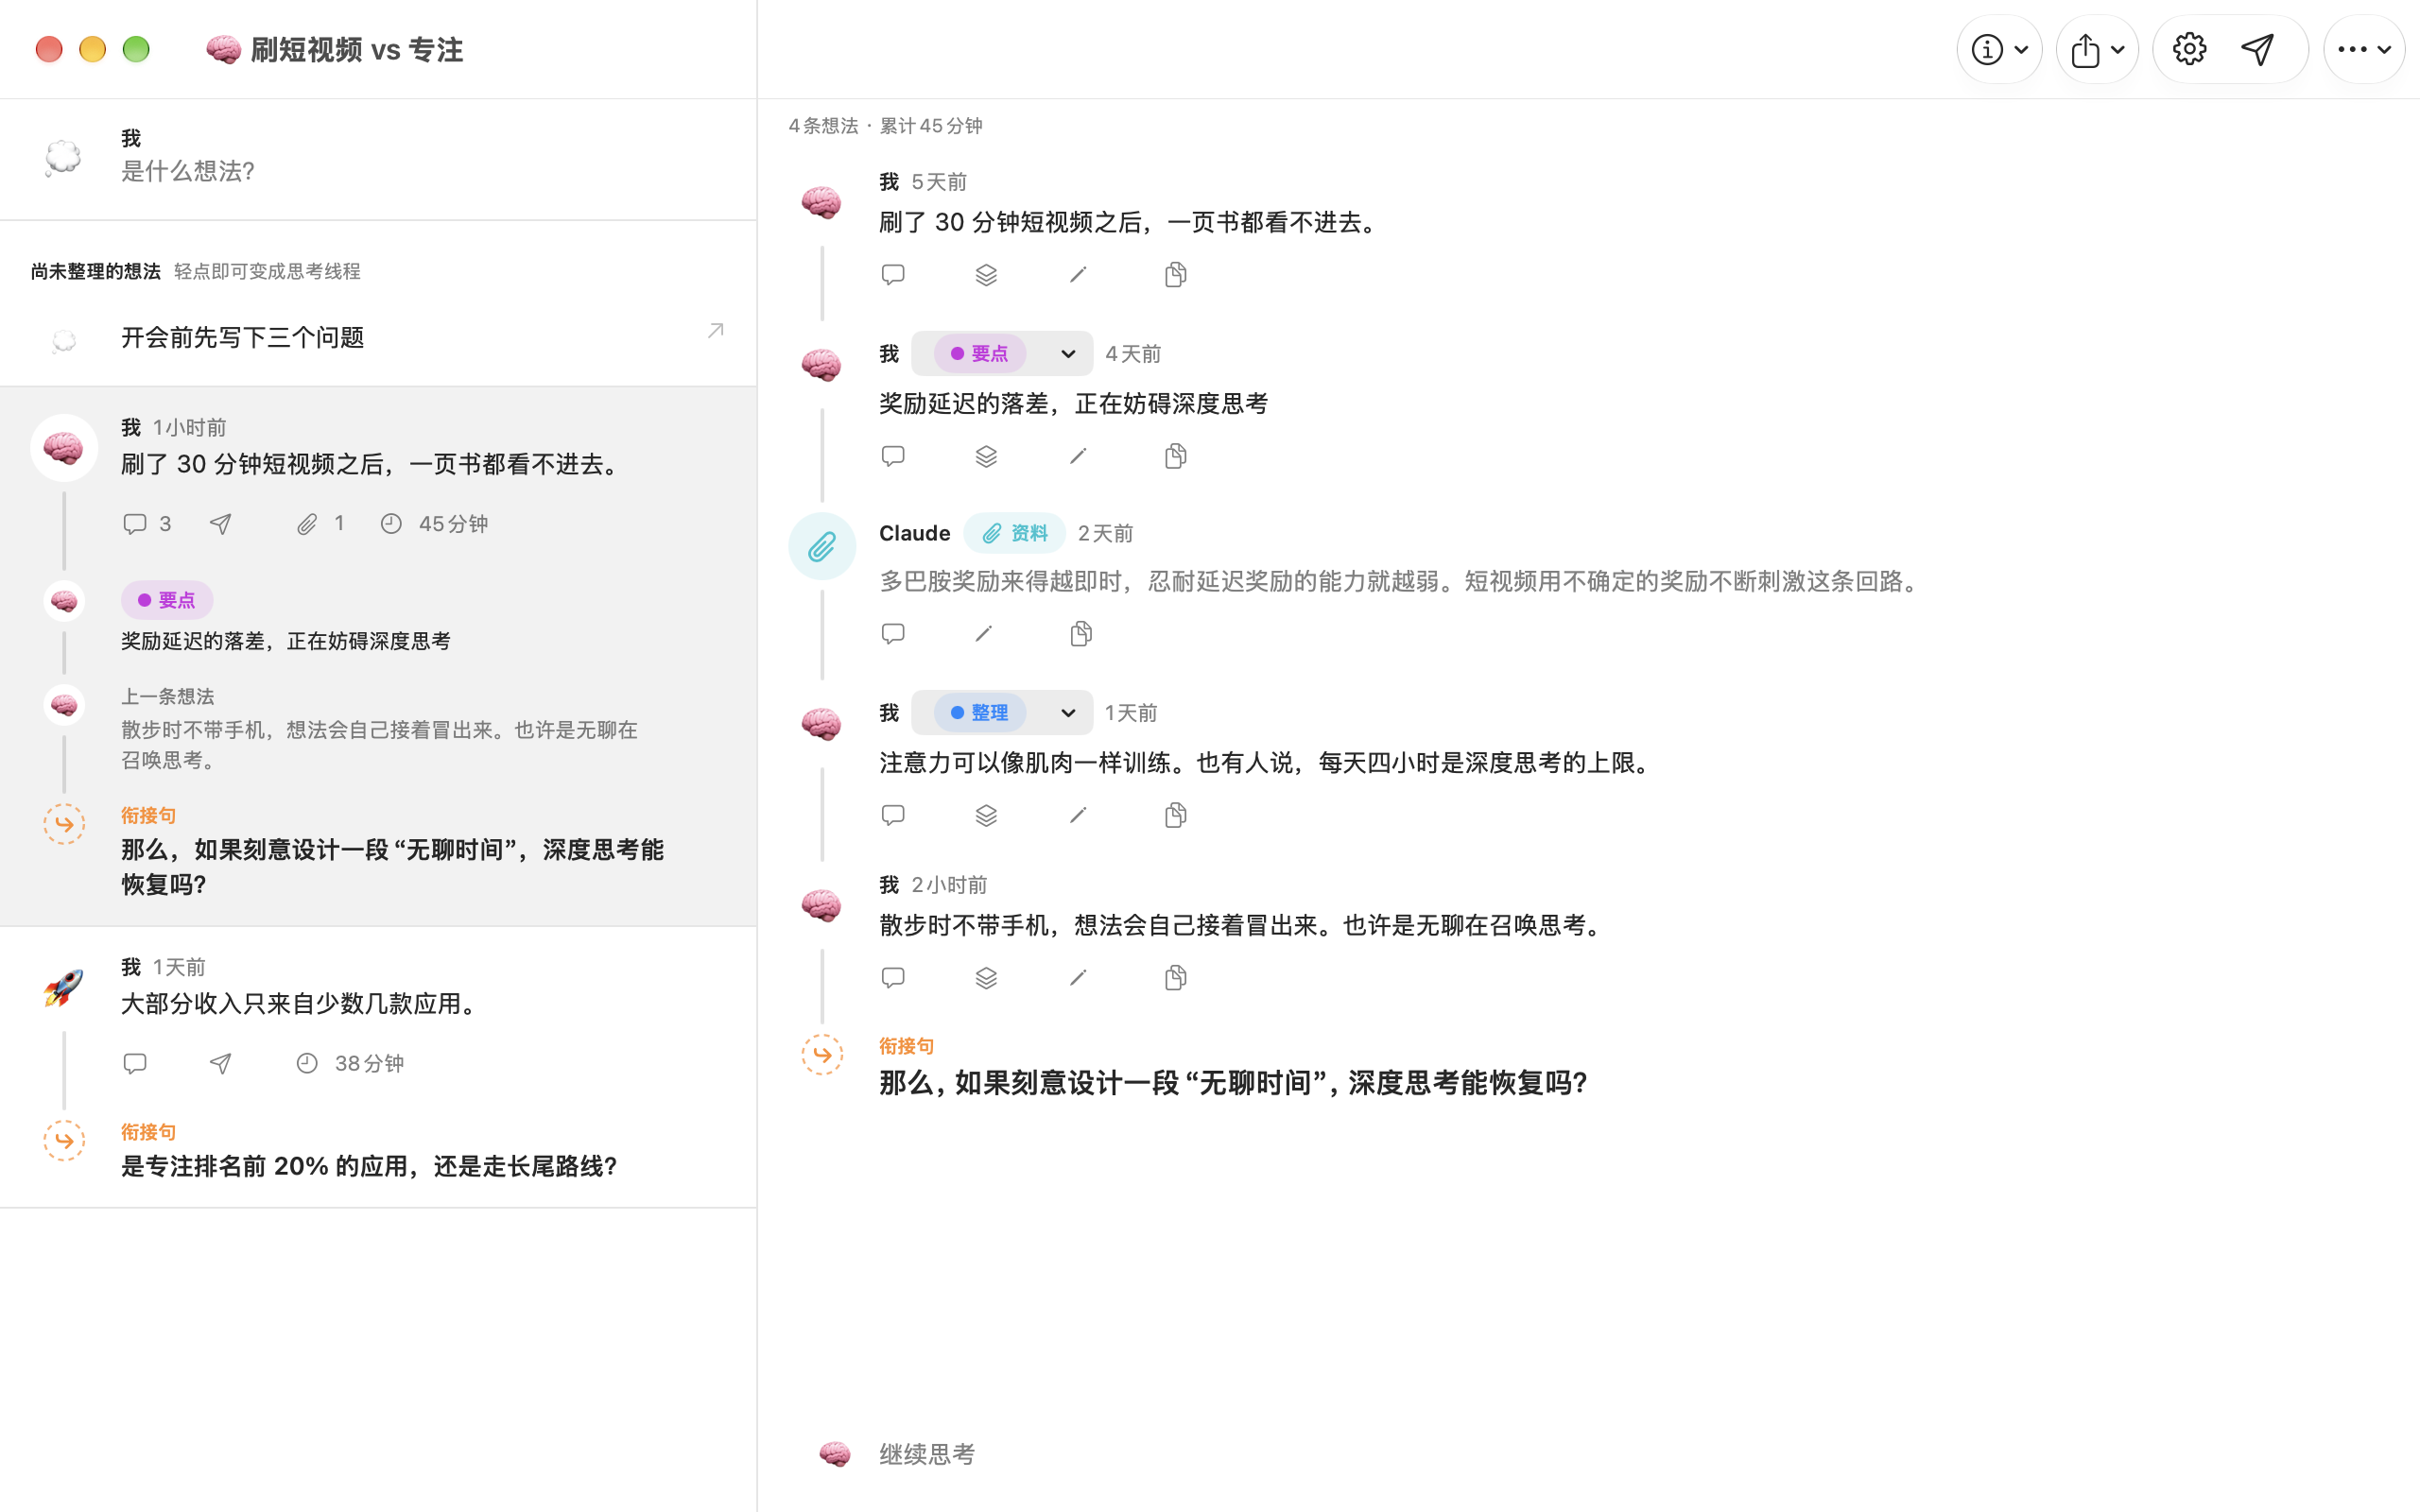 刷短视频 vs 专注
我
是什么想法?
尚未整理的想法 轻点即可变成思考线程
开会前先写下三个问题
我 1小时前
刷了 30 分钟短视频之后，一页书都看不进去。
3 1 45分钟
要点
奖励延迟的落差，正在妨碍深度思考
上一条想法
散步时不带手机，想法会自己接着冒出来。也许是无聊在
召唤思考。
衔接句
那么，如果刻意设计一段“无聊时间”，深度思考能
恢复吗?
我 1天前
大部分收入只来自少数几款应用。
38分钟
衔接句
是专注排名前 20% 的应用，还是走长尾路线?
4条想法 · 累计45分钟
我 5天前
刷了 30 分钟短视频之后，一页书都看不进去。
我 要点 4天前
奖励延迟的落差，正在妨碍深度思考
Claude 资料 2天前
多巴胺奖励来得越即时，忍耐延迟奖励的能力就越弱。短视频用不确定的奖励不断刺激这条回路。
我 整理 1天前
注意力可以像肌肉一样训练。也有人说，每天四小时是深度思考的上限。
我 2小时前
散步时不带手机，想法会自己接着冒出来。也许是无聊在召唤思考。
衔接句
那么, 如果刻意设计一段“无聊时间”, 深度思考能恢复吗?
继续思考